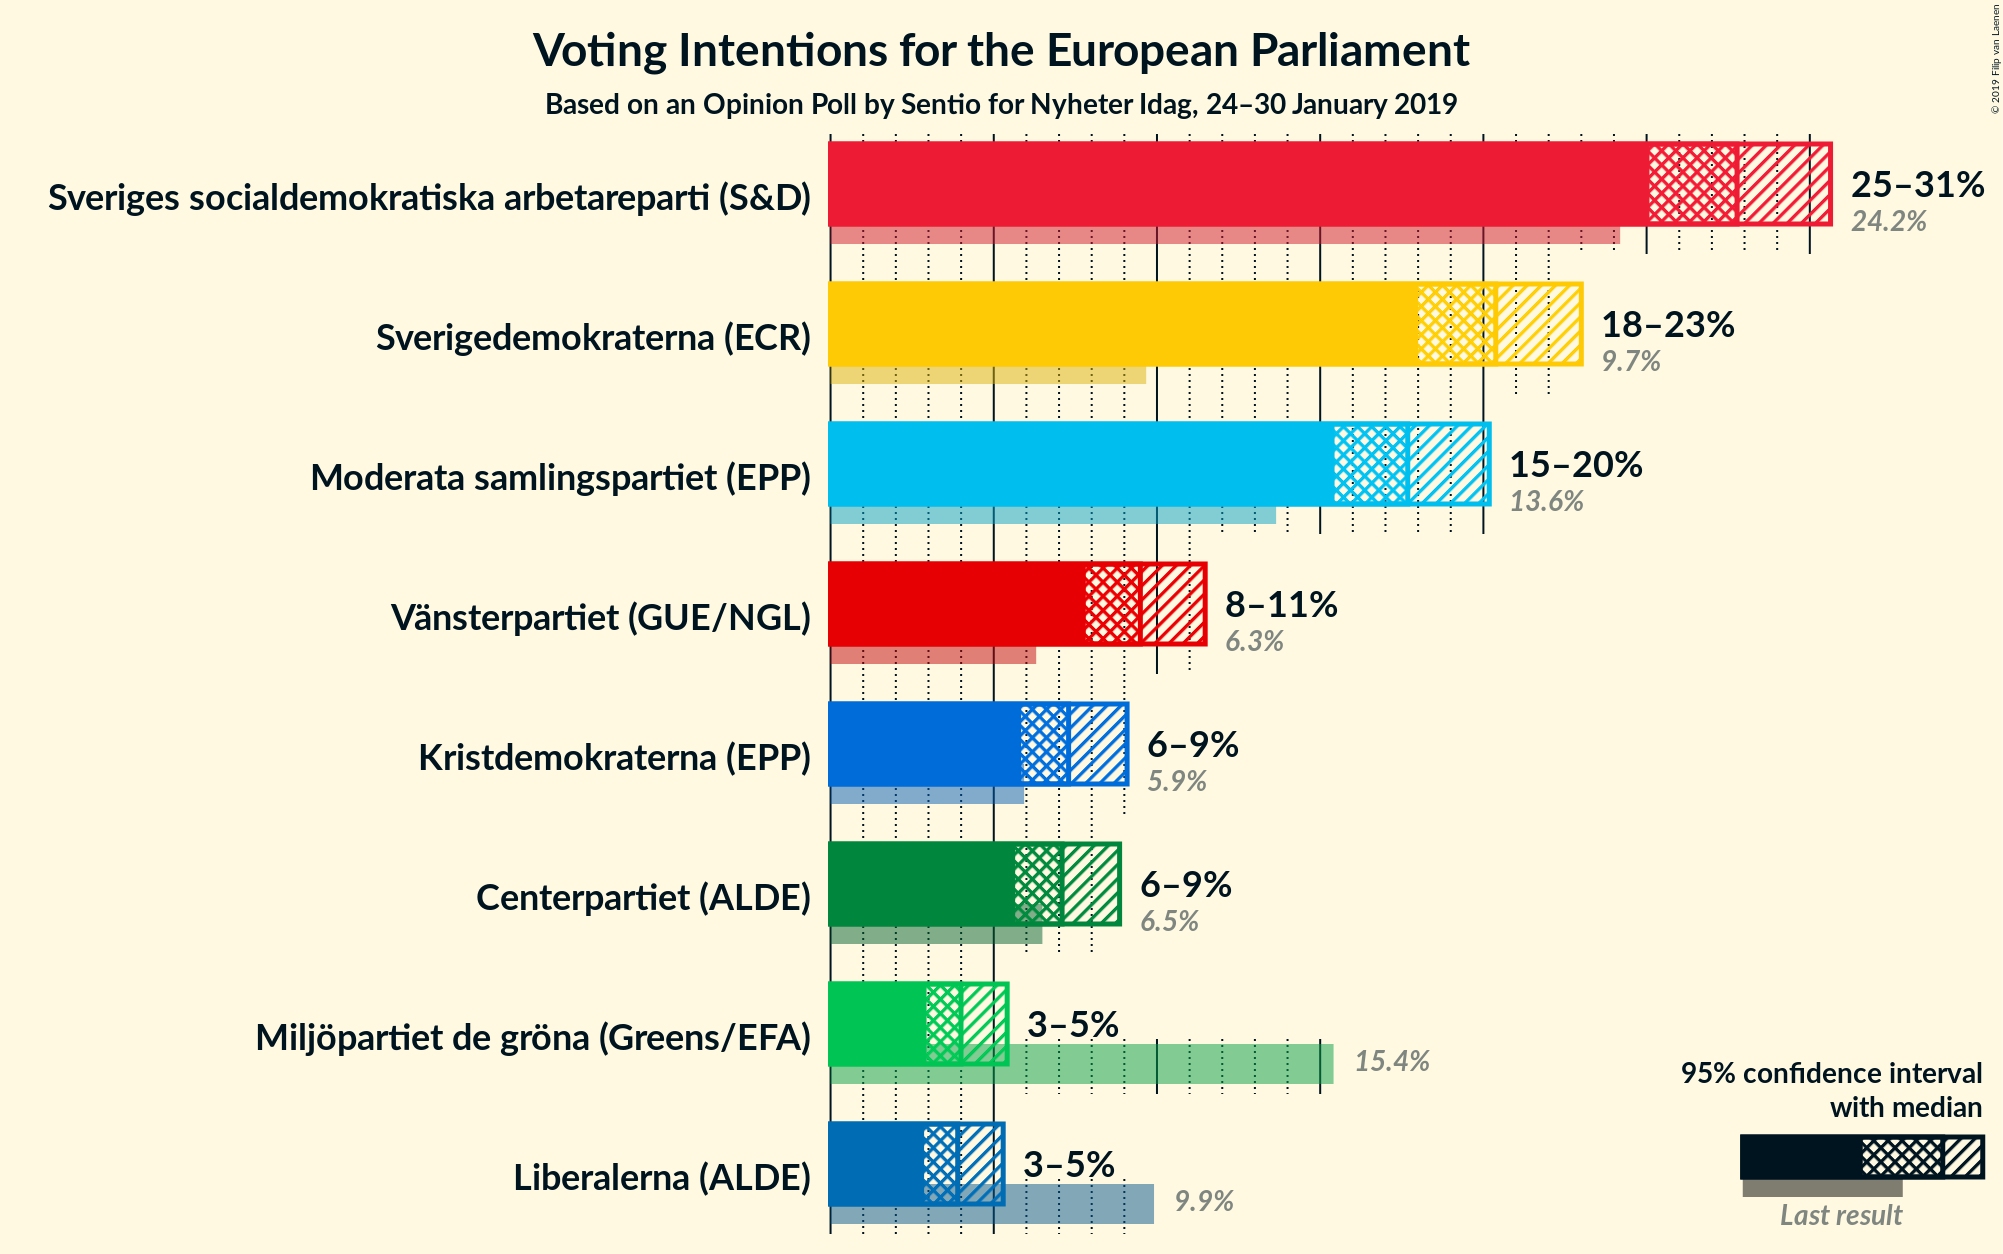 Voting Intentions for the European Parliament
Based on an Opinion Poll by Sentio for Nyheter Idag, 24–30 January 2019
© 2019 Filip van Laenen
Sveriges socialdemokratiska arbetareparti (S&D)
25–31%
24.2%
Sverigedemokraterna (ECR)
18–23%
9.7%
Moderata samlingspartiet (EPP)
15–20%
13.6%
Vänsterpartiet (GUE/NGL)
8–11%
6.3%
Kristdemokraterna (EPP)
6–9%
5.9%
Centerpartiet (ALDE)
6–9%
6.5%
Miljöpartiet de gröna (Greens/EFA)
3–5%
15.4%
Liberalerna (ALDE)
3–5%
9.9%
95% confidence interval
with median
Last result